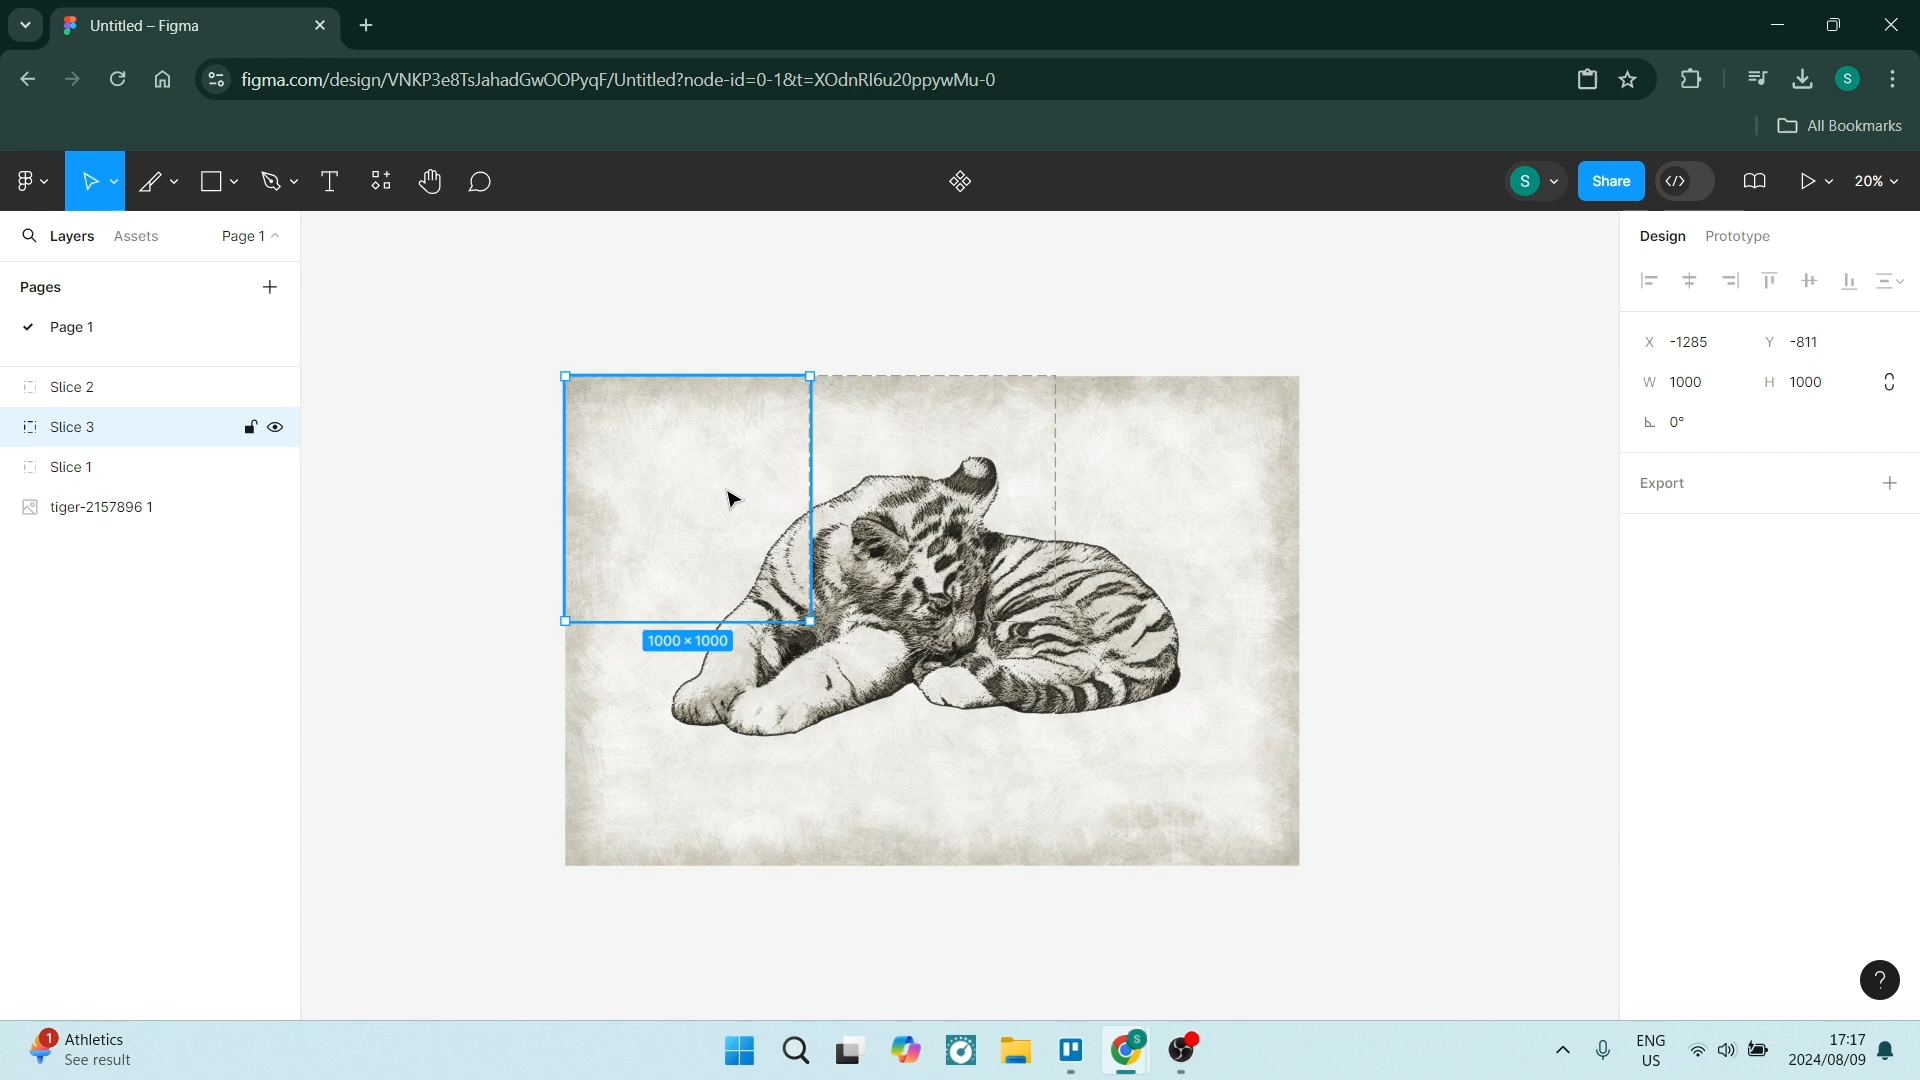 Untitled – Figma
figma.com/design/VNKP3e8TsJahadGwOOPyqF/Untitled?node-id=0-1&t=XOdnRI6u20ppywMu-0
S
All Bookmarks
S
Share
20%
Layers
Assets
Page 1
Design
Prototype
Pages
Page 1
X -1285
Y -811
Slice 2
W 1000
H 1000
Slice 3
0°
Slice 1
Export
tiger-2157896 1
1000 × 1000
?
1
Athletics
See result
S
ENG
US
17:17
2024/08/09